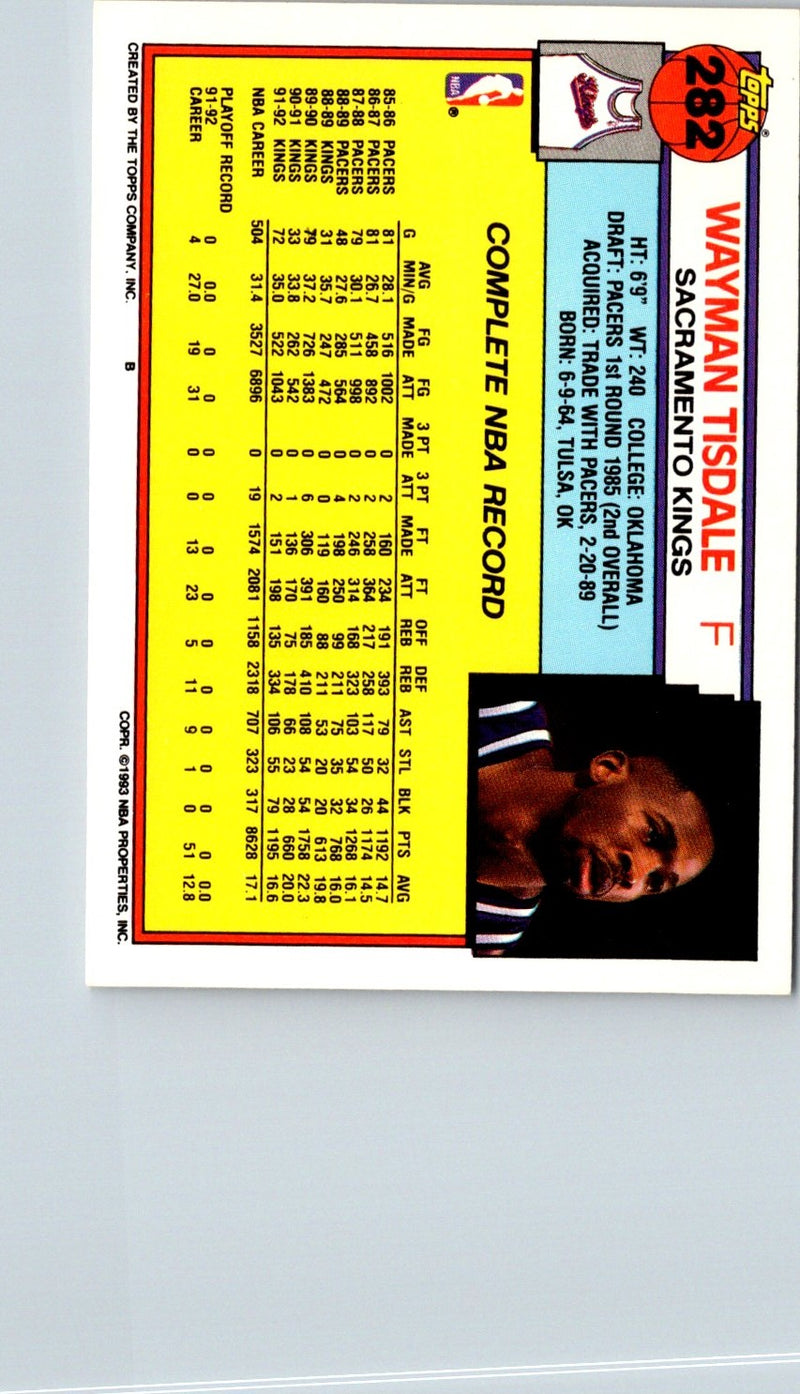 topps®
282
WAYMAN TISDALE F
SACRAMENTO KINGS
Kings
HT: 6'9" WT: 240 COLLEGE: OKLAHOMA
DRAFT: PACERS 1st ROUND 1985 (2nd OVERALL)
ACQUIRED: TRADE WITH PACERS, 2-20-89
BORN: 6-9-64, TULSA, OK
NBA ®
COMPLETE NBA RECORD
AVG FG FG 3 PT 3 PT FT FT OFF DEF
G MIN/G MADE ATT MADE ATT MADE ATT REB REB AST STL BLK PTS AVG
85-86 PACERS 81 28.1 516 1002 0 2 160 234 191 393 79 32 44 1192 14.7
86-87 PACERS 81 26.7 458 892 0 2 258 364 217 258 117 50 26 1174 14.5
87-88 PACERS 79 30.1 511 998 0 2 246 314 168 323 103 54 34 1268 16.1
88-89 PACERS 48 27.6 285 564 0 4 198 250 99 211 75 35 32 768 16.0
88-89 KINGS 31 35.7 247 472 0 0 119 160 88 211 53 20 20 613 19.8
89-90 KINGS 79 37.2 726 1383 0 6 306 391 185 410 108 54 54 1758 22.3
90-91 KINGS 33 33.8 262 542 0 1 136 170 75 178 66 23 28 660 20.0
91-92 KINGS 72 35.0 522 1043 0 2 151 198 135 334 106 55 79 1195 16.6
NBA CAREER 504 31.4 3527 6896 0 19 1574 2081 1158 2318 707 323 317 8628 17.1
PLAYOFF RECORD
91-92 0 0.0 0 0 0 0 0 0 0 0 0 0 0 0 0.0
CAREER 4 27.0 19 31 0 0 13 23 5 11 9 1 0 51 12.8
CREATED BY THE TOPPS COMPANY, INC. B COPR. ©1993 NBA PROPERTIES, INC.